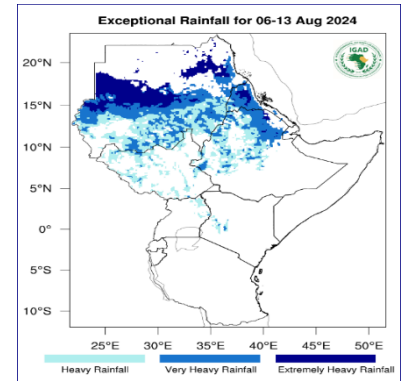 Exceptional Rainfall for 06-13 Aug 2024
IGAD
20°N
15°N
10°N
5°N
0°
5°S
10°S
25°E 30°E 35°E 40°E 45°E 50°E
Heavy Rainfall Very Heavy Rainfall Extremely Heavy Rainfall